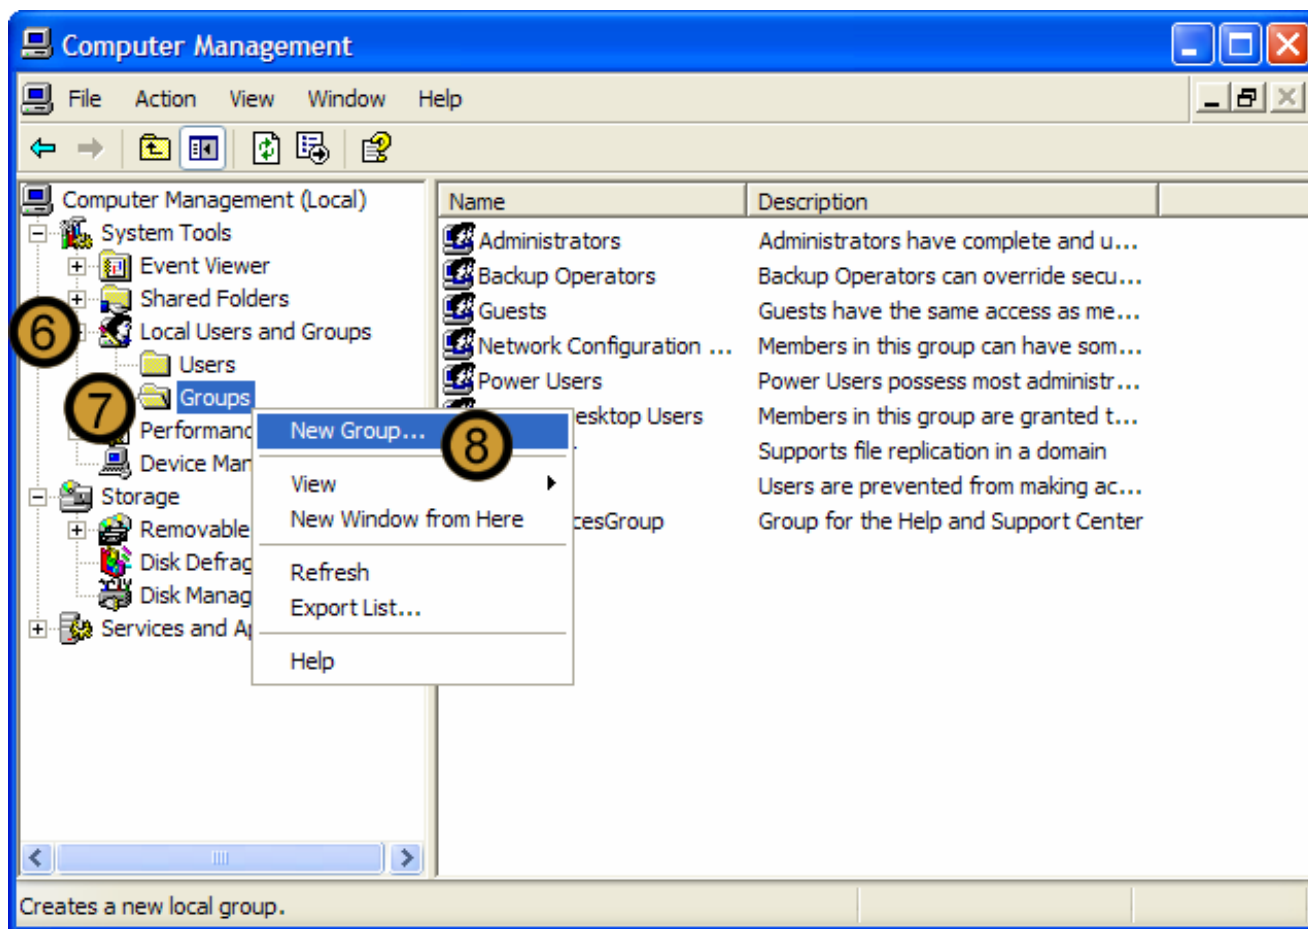 Computer Management
File Action View Window Help
Computer Management (Local)
System Tools
Event Viewer
Shared Folders
6
Local Users and Groups
Users
7
Groups
Performanc
Device Man
Storage
Removable
Disk Defrag
Disk Manag
Services and A
New Group...
8
View
New Window from Here
Refresh
Export List...
Help
Name Description
Administrators Administrators have complete and u...
Backup Operators Backup Operators can override secu...
Guests Guests have the same access as me...
Network Configuration ... Members in this group can have som...
Power Users Power Users possess most administr...
esktop Users Members in this group are granted t...
Supports file replication in a domain
Users are prevented from making ac...
cesGroup Group for the Help and Support Center
Creates a new local group.